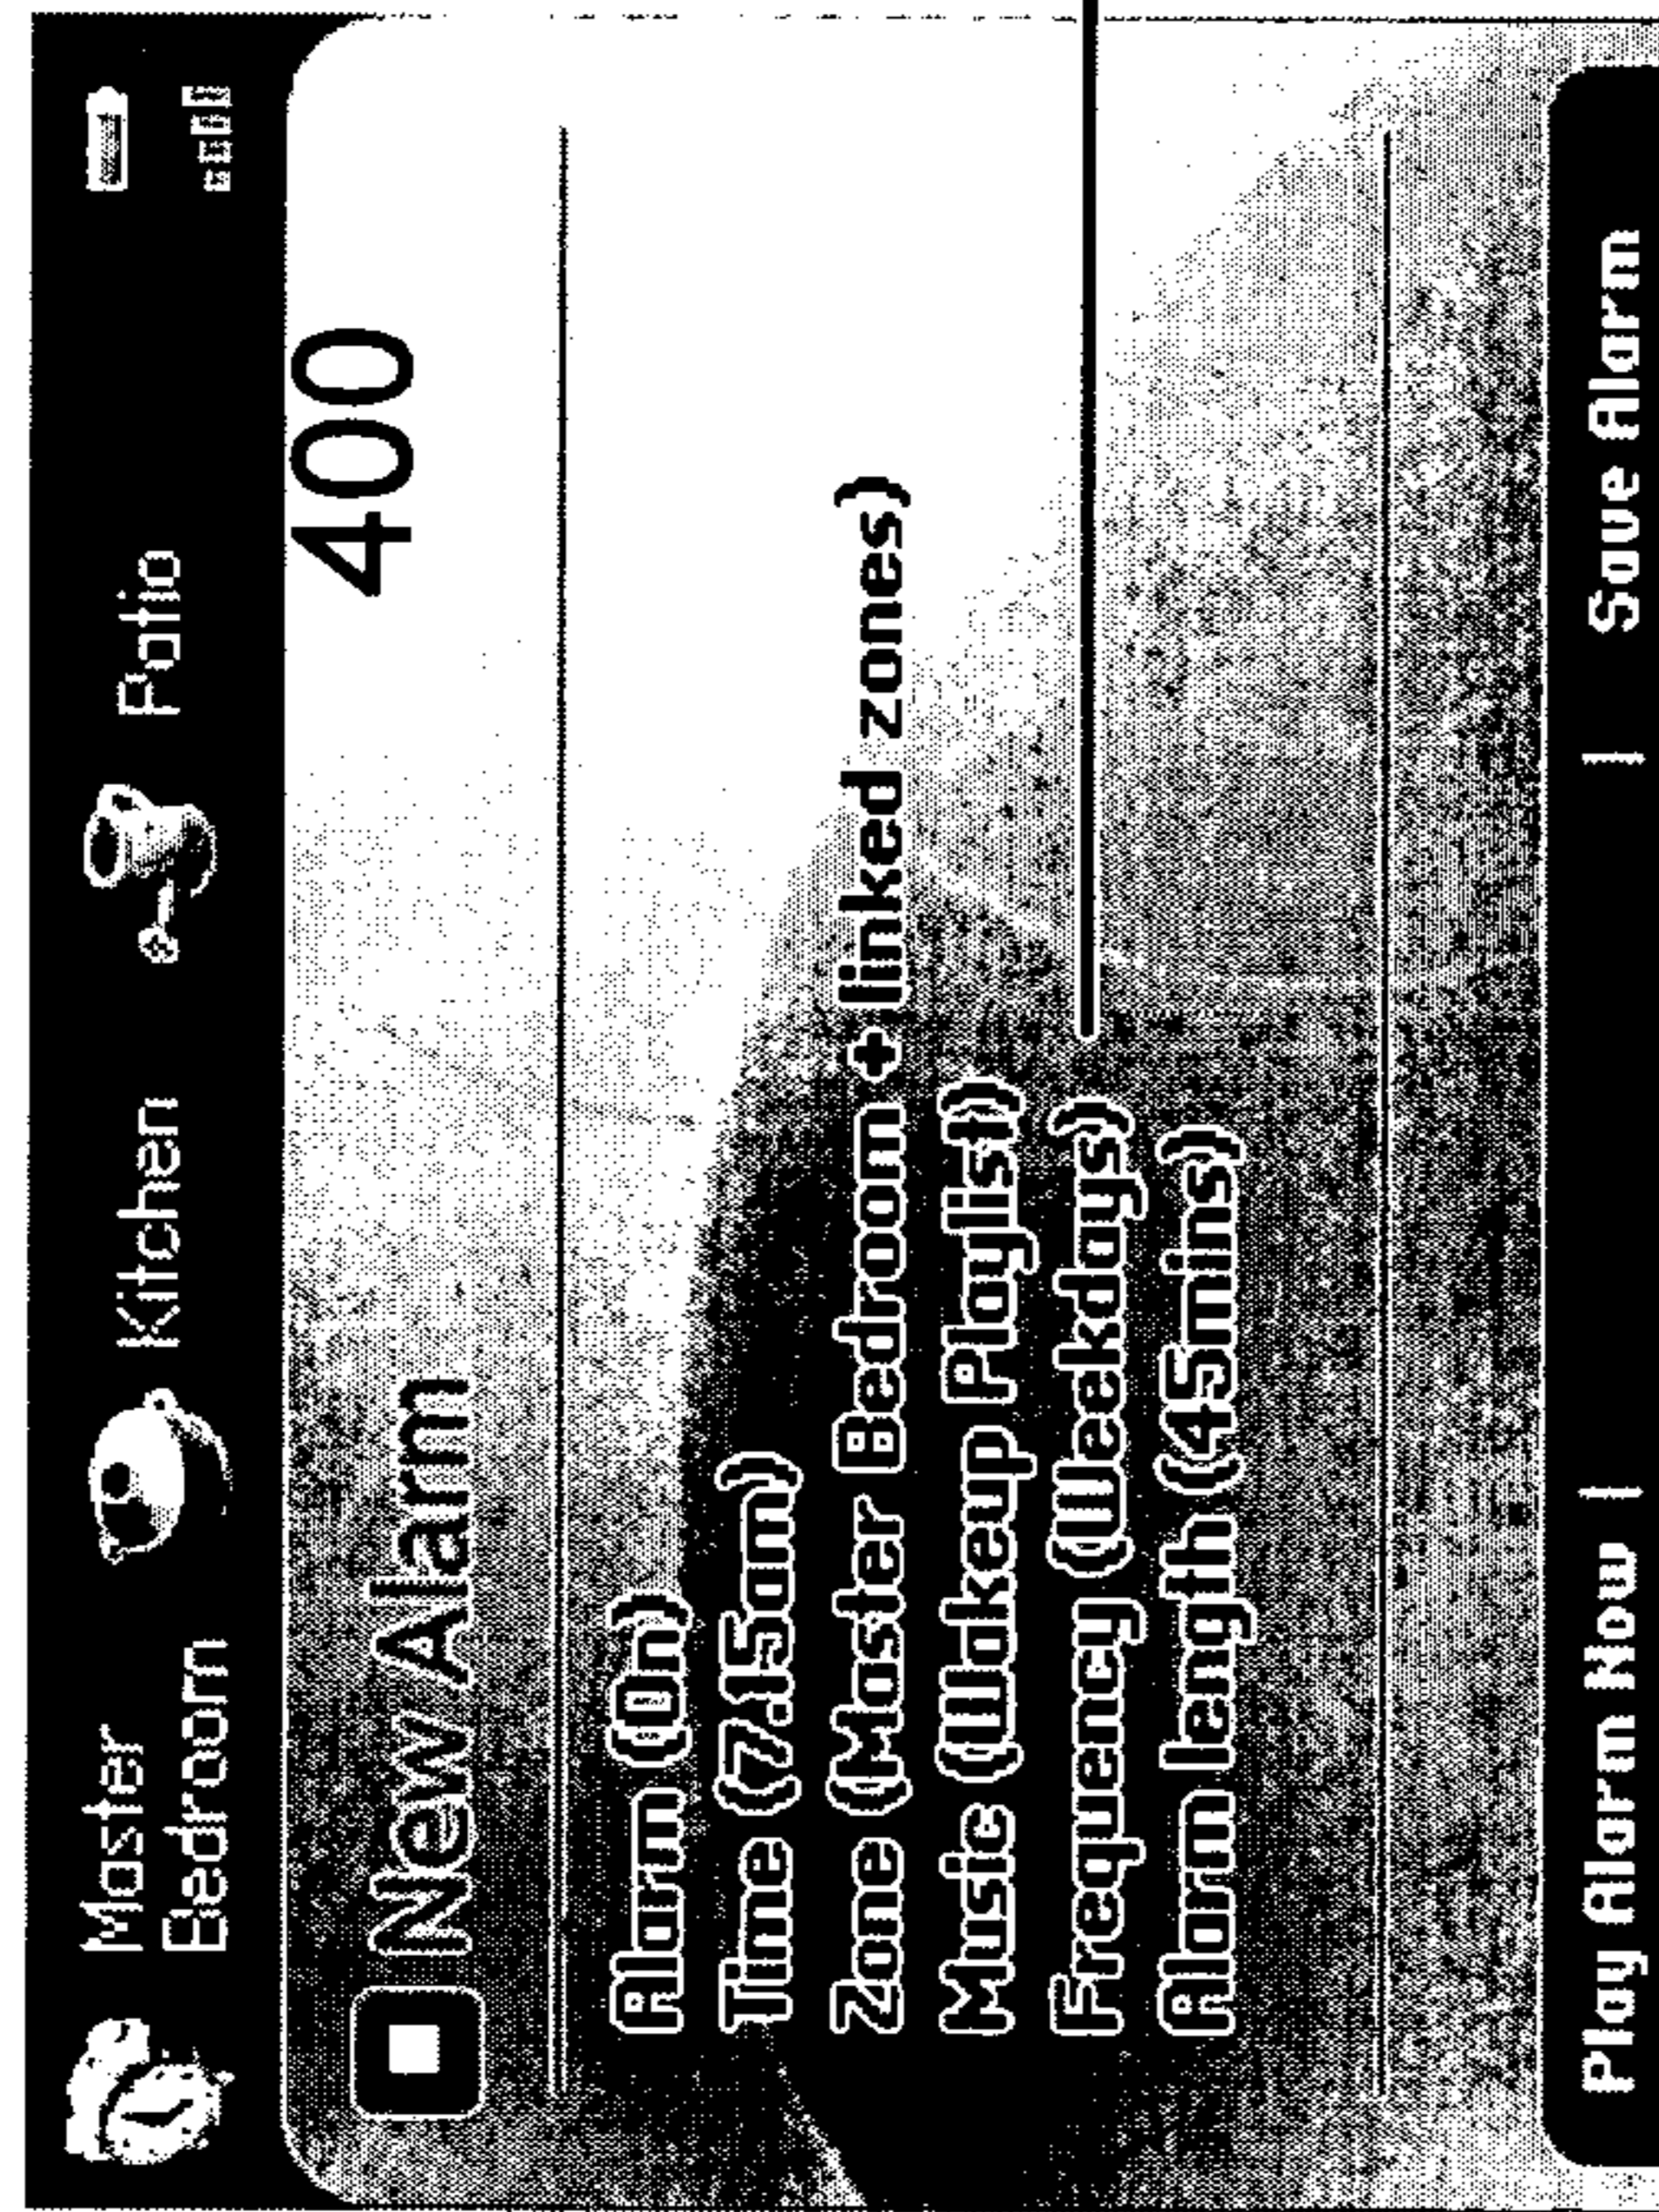 Master
Bedroom
Kitchen
Patio
New Alarm
400
Alarm (On)
Time (7.15am)
Zone (Master Bedroom + linked zones)
Music (Wakeup Playlist)
Frequency (Weekdays)
Alarm length (45mins)
Play Alarm Now | | Save Alarm